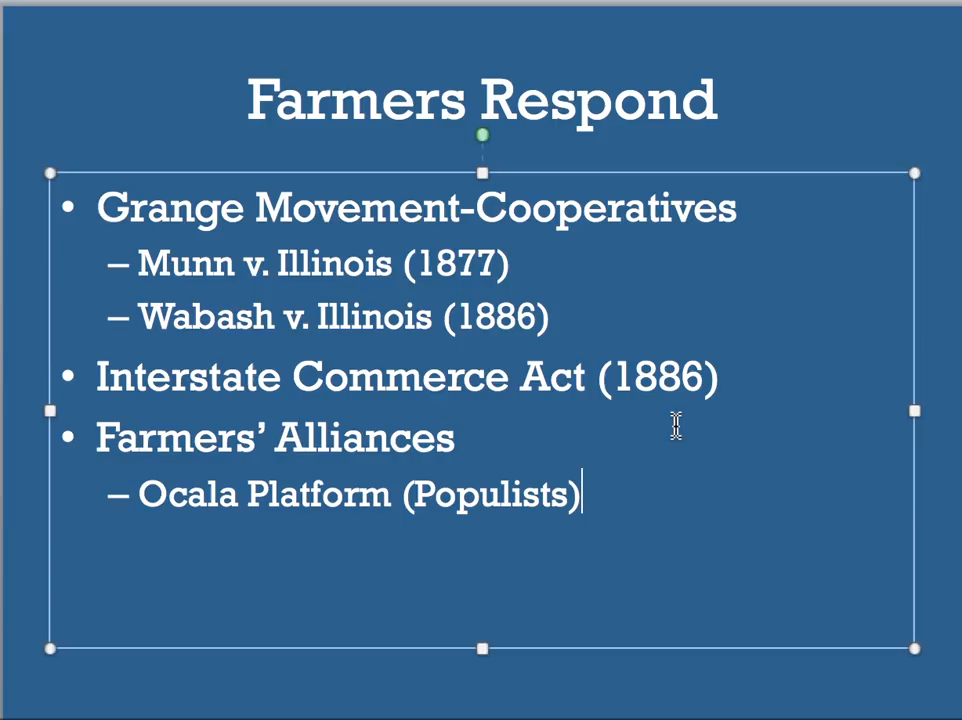 Farmers Respond
• Grange Movement-Cooperatives
– Munn v. Illinois (1877)
– Wabash v. Illinois (1886)
• Interstate Commerce Act (1886)
• Farmers’ Alliances
– Ocala Platform (Populists)